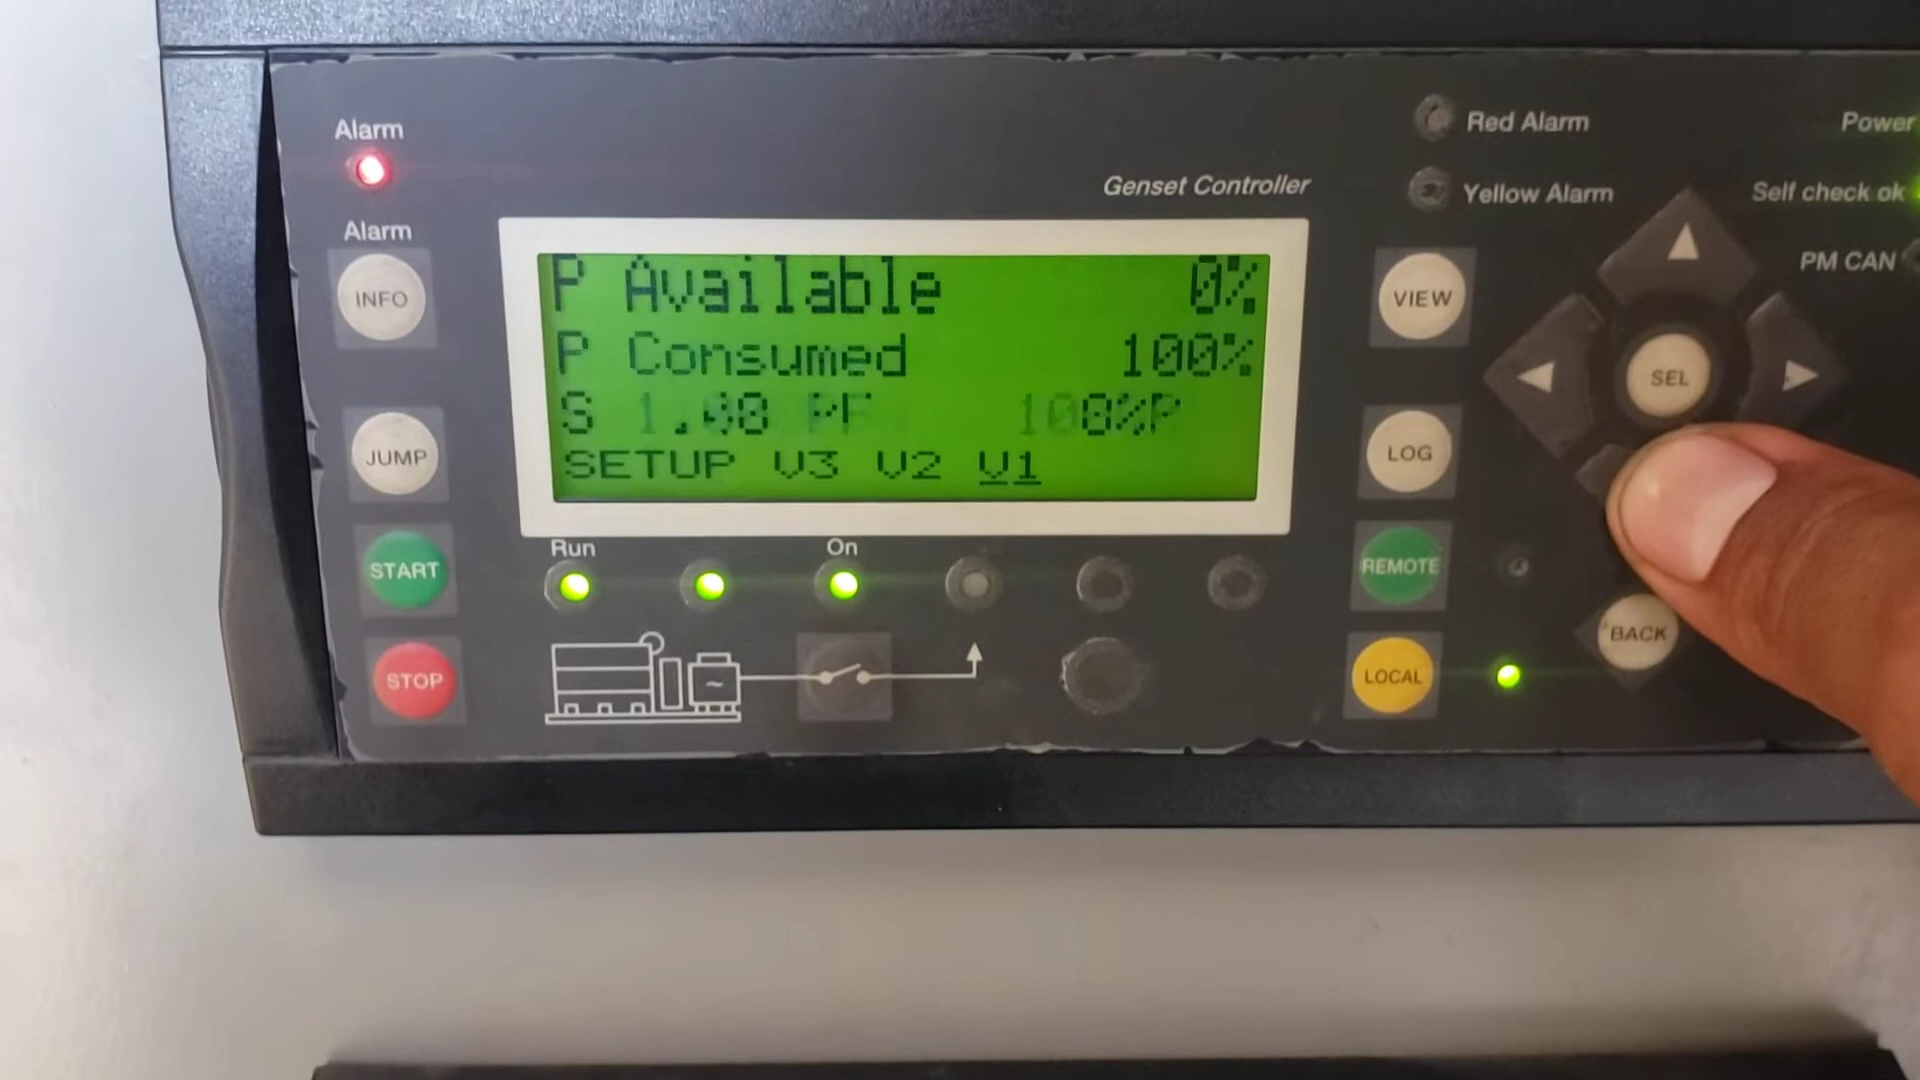 Alarm
Alarm
INFO
JUMP
START
STOP
Genset Controller
P Available 0%
P Consumed 100%
S PF
SETUP V3 V2 V1
Run
On
Red Alarm
Yellow Alarm
Power
Self check ok
PM CAN
VIEW
LOG
REMOTE
LOCAL
SEL
BACK